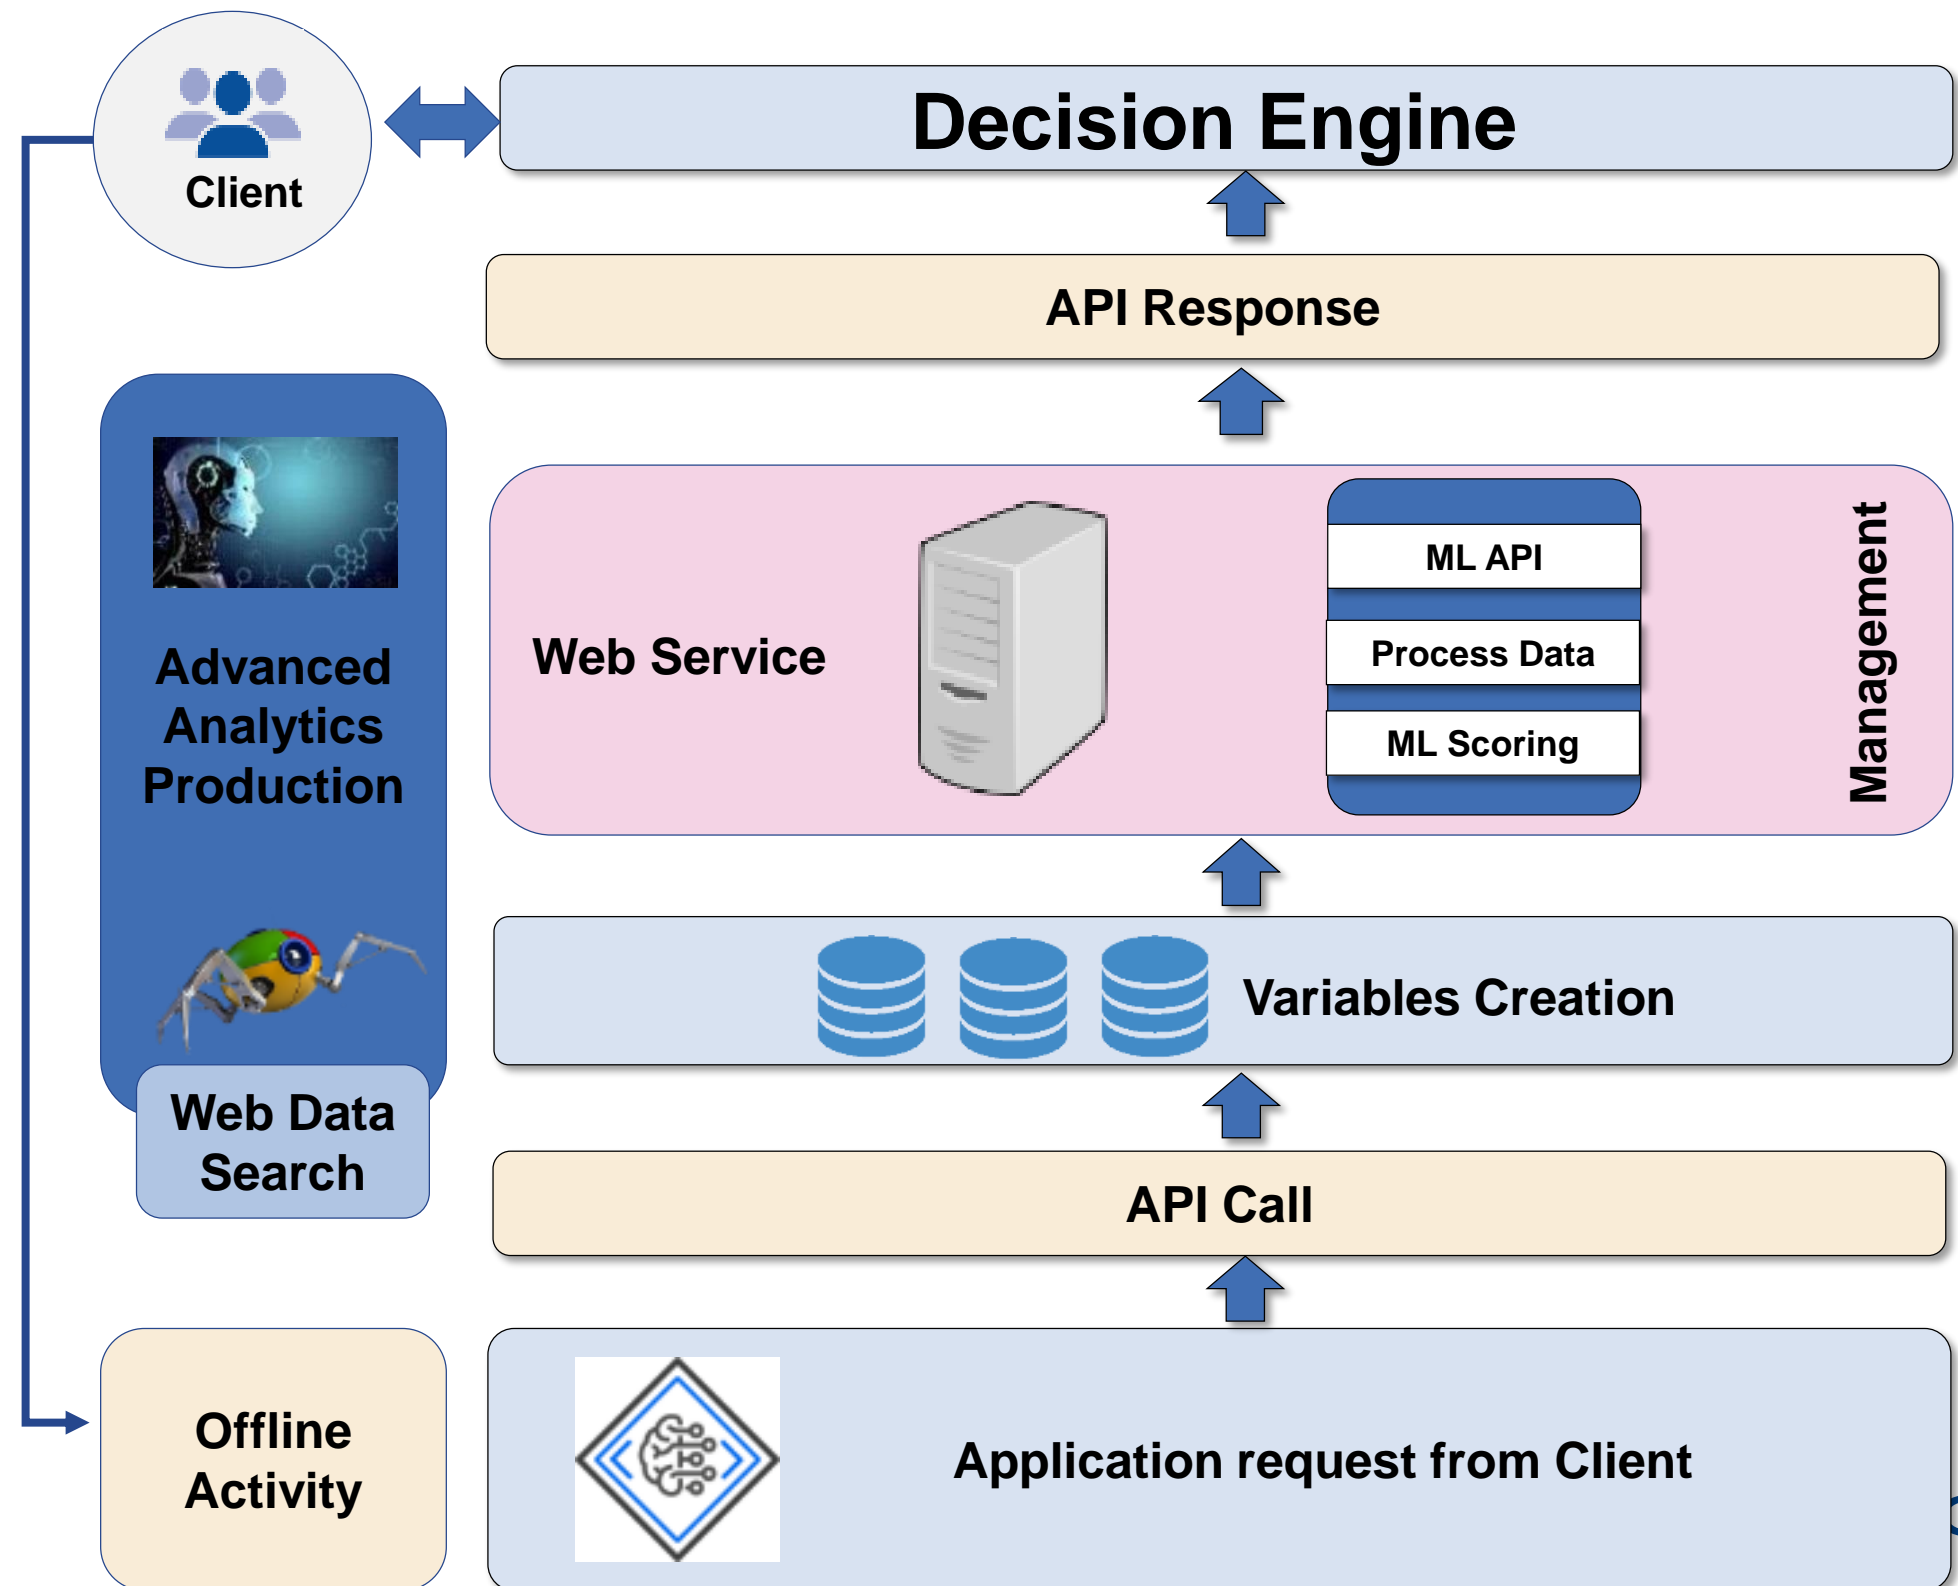 Client
Decision Engine
API Response
Advanced
Analytics
Production
Web Service
ML API
Process Data
ML Scoring
Management
Variables Creation
Web Data
Search
API Call
Offline
Activity
Application request from Client